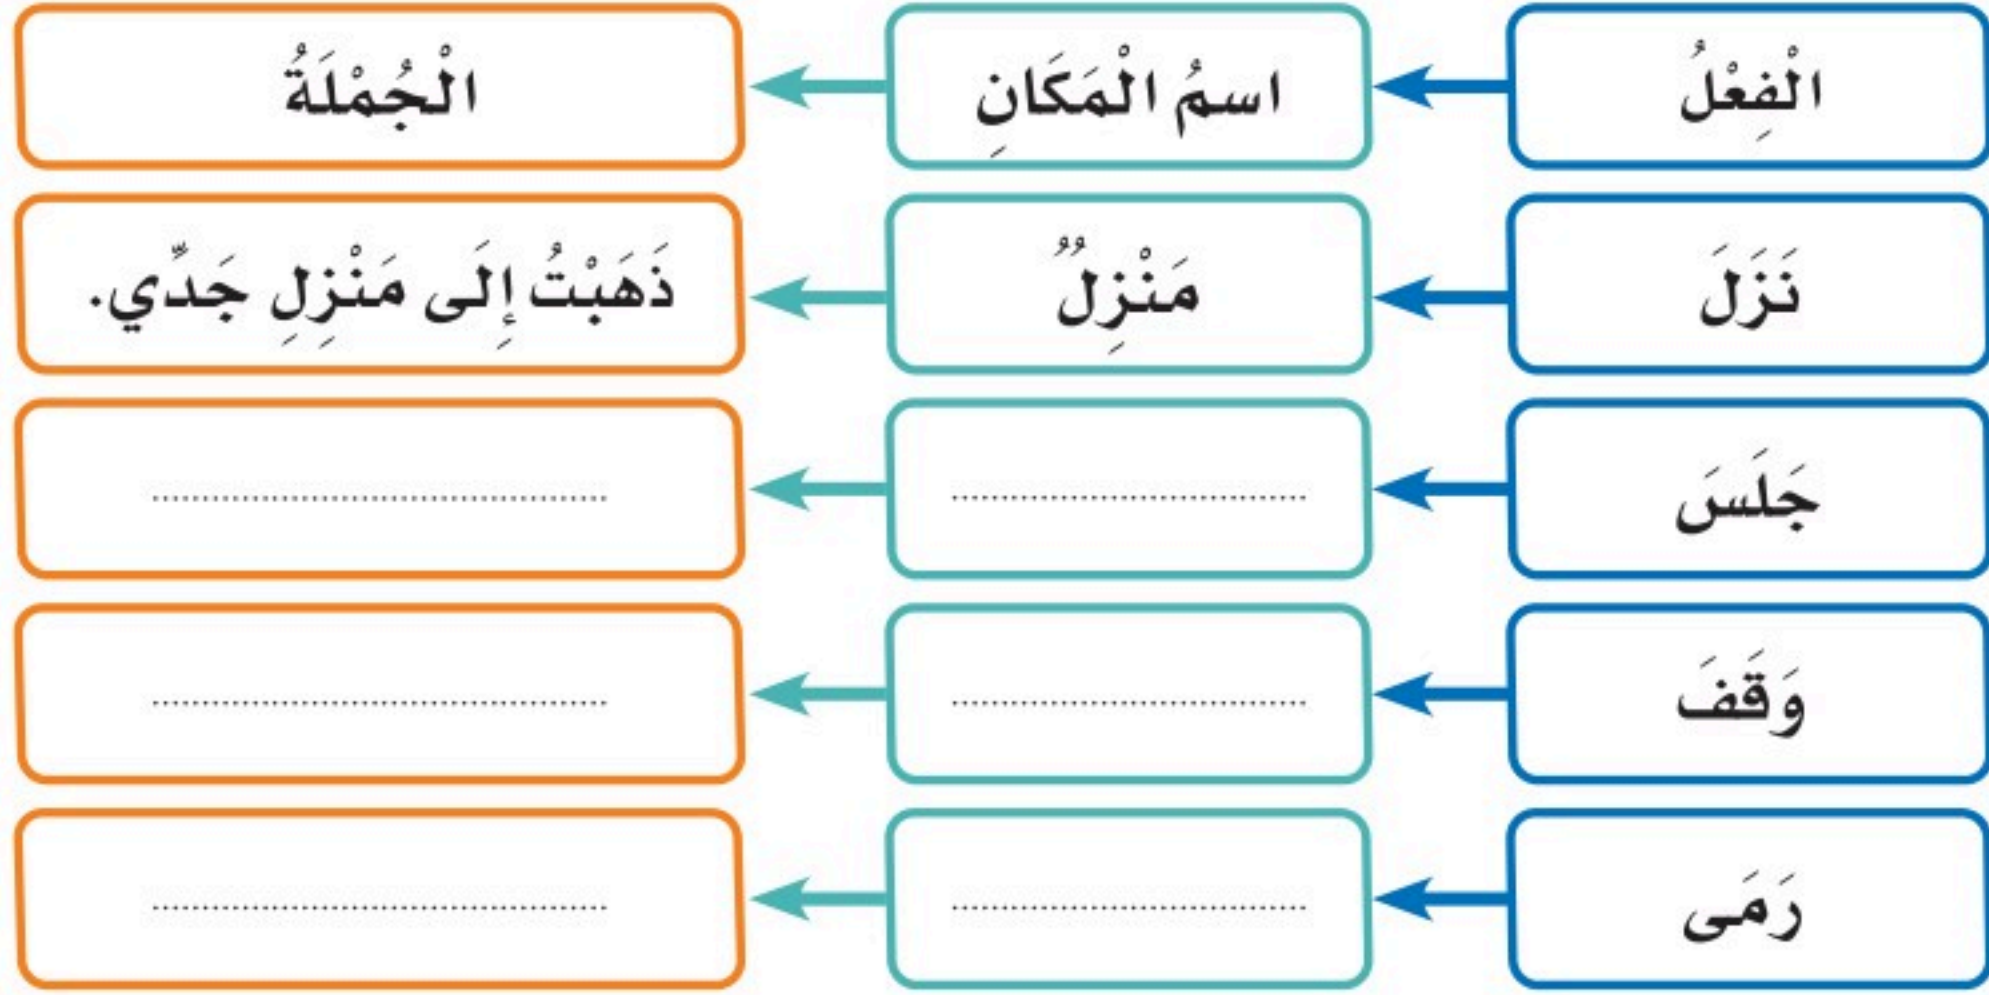 الْفِعْلُ اسمُ الْمَكَانِ الْجُمْلَةُ
نَزَلَ مَنْزِلٌ ذَهَبْتُ إِلَى مَنْزِلِ جَدِّي.
جَلَسَ
وَقَفَ
رَمَى